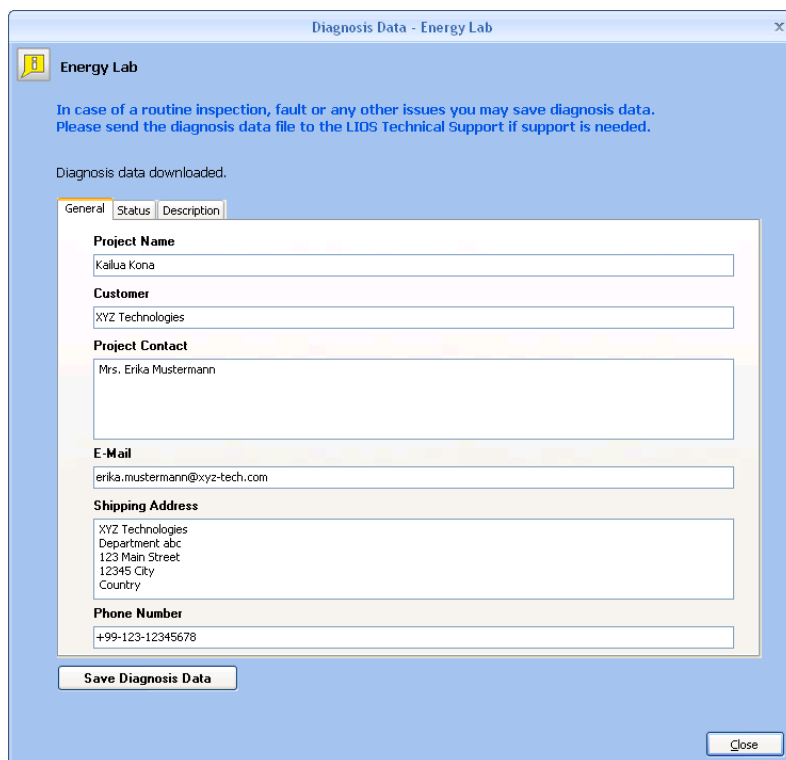 Diagnosis Data - Energy Lab
Energy Lab
In case of a routine inspection, fault or any other issues you may save diagnosis data.
Please send the diagnosis data file to the LIOS Technical Support if support is needed.
Diagnosis data downloaded.
General Status Description
Project Name
Kailua Kona
Customer
XYZ Technologies
Project Contact
Mrs. Erika Mustermann
E-Mail
erika.mustermann@xyz-tech.com
Shipping Address
XYZ Technologies
Department abc
123 Main Street
12345 City
Country
Phone Number
+99-123-12345678
Save Diagnosis Data
Close